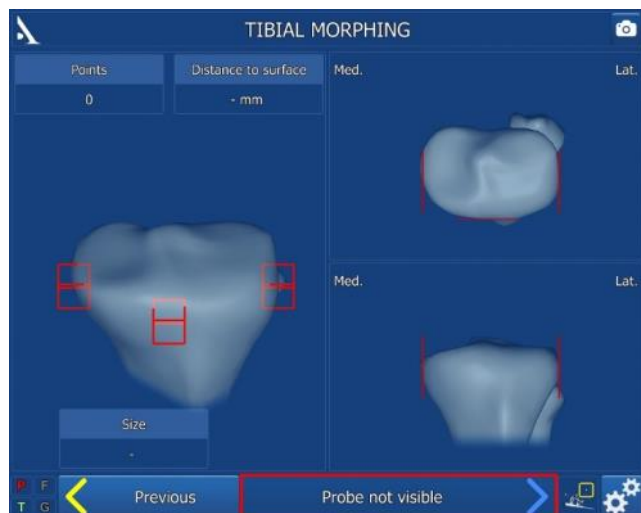 TIBIAL MORPHING
Points
Distance to surface
0
- mm
Med.
Lat.
Med.
Lat.
Size
-
P F
T G
Previous
Probe not visible